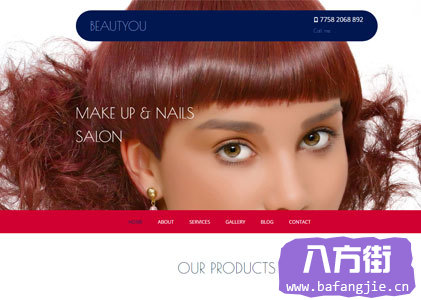 BEAUTYOU
7758 2068 892
Call me
MAKE UP & NAILS
SALON
HOME ABOUT SERVICES GALLERY BLOG CONTACT
OUR PRODUCTS
八方街
www.bafangjie.cn